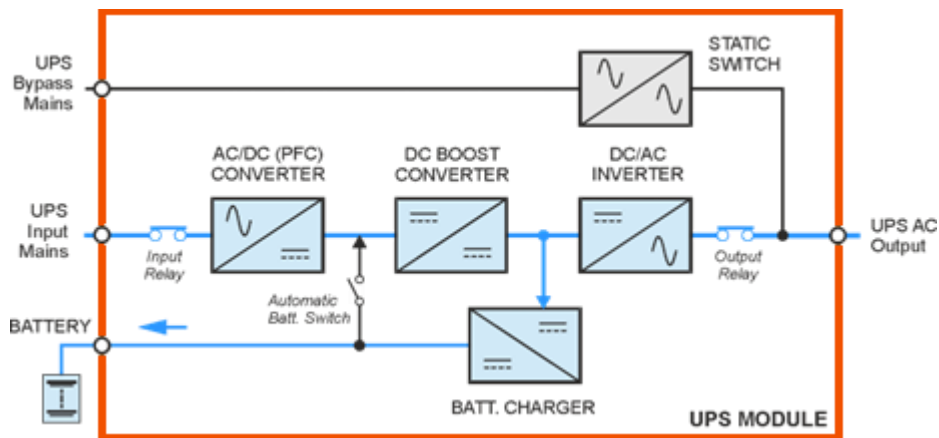 UPS
Bypass
Mains
STATIC
SWITCH
AC/DC (PFC)
CONVERTER
DC BOOST
CONVERTER
DC/AC
INVERTER
UPS
Input
Mains
Input
Relay
Output
Relay
UPS AC
Output
Automatic
Batt. Switch
BATTERY
BATT. CHARGER
UPS MODULE